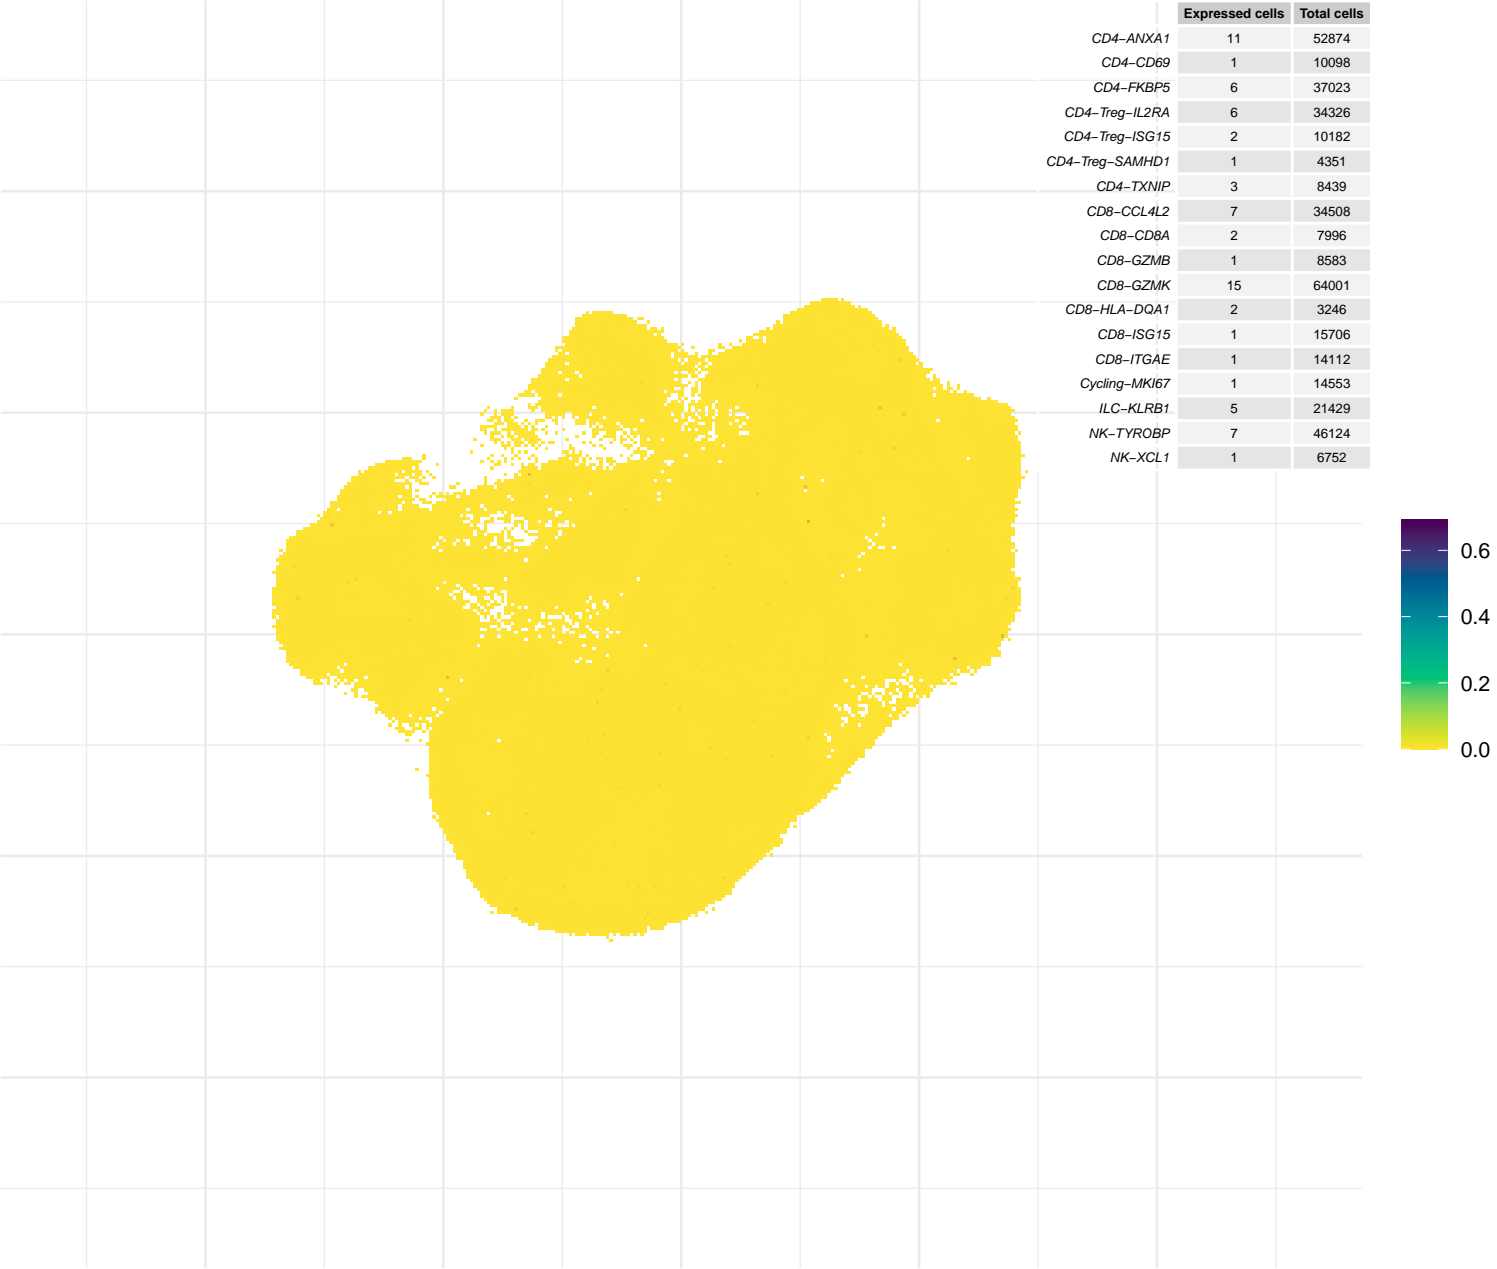 Expressed cells Total cells
CD4−ANXA1 11 52874
CD4−CD69 1 10098
CD4−FKBP5 6 37023
CD4−Treg−IL2RA 6 34326
CD4−Treg−ISG15 2 10182
CD4−Treg−SAMHD1 1 4351
CD4−TXNIP 3 8439
CD8−CCL4L2 7 34508
CD8−CD8A 2 7996
CD8−GZMB 1 8583
CD8−GZMK 15 64001
CD8−HLA−DQA1 2 3246
CD8−ISG15 1 15706
CD8−ITGAE 1 14112
Cycling−MKI67 1 14553
ILC−KLRB1 5 21429
NK−TYROBP 7 46124
NK−XCL1 1 6752
0.6
0.4
0.2
0.0